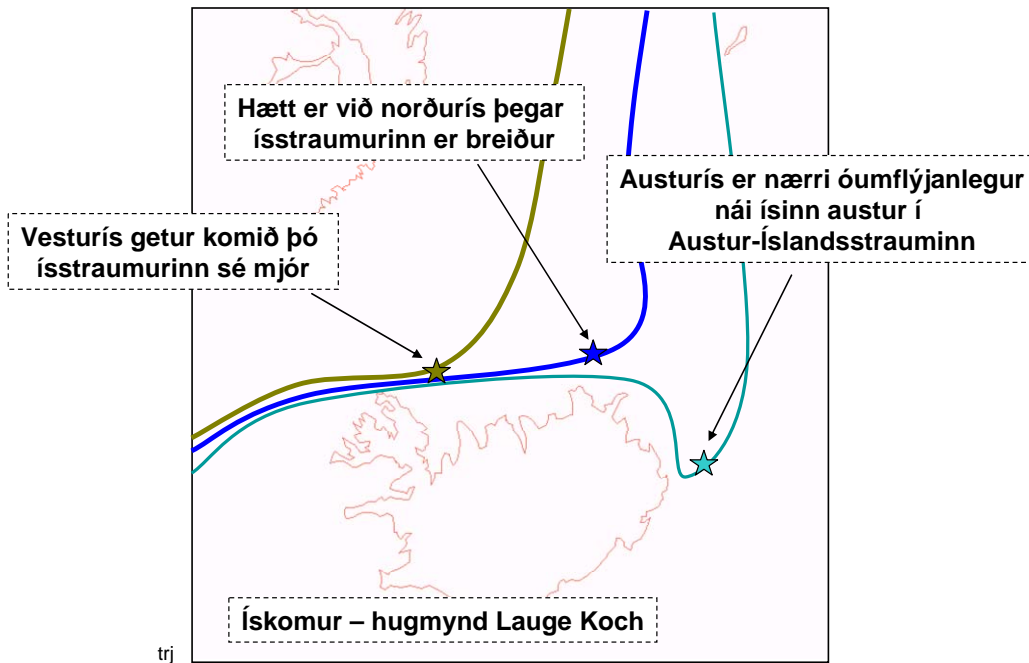 Hætt er við norðurís þegar
ísstraumurinn er breiður
Austurís er nærri óumflýjanlegur
nái ísinn austur í
Austur-Íslandsstrauminn
Vesturís getur komið þó
ísstraumurinn sé mjór
Ískomur – hugmynd Lauge Koch
trj